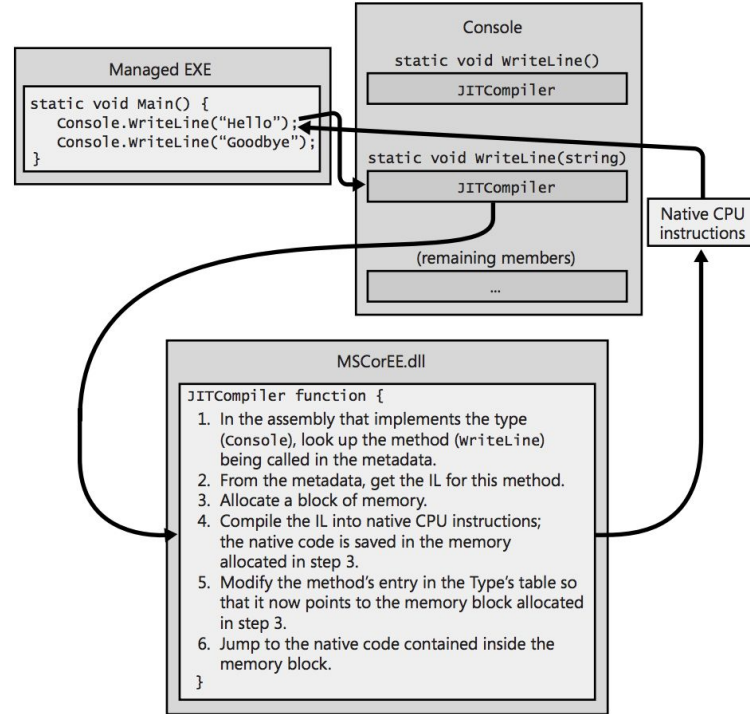 Managed EXE
static void Main() {
Console.WriteLine(“Hello”);
Console.WriteLine(“Goodbye”);
}
Console
static void WriteLine()
JITCompiler
static void WriteLine(string)
JITCompiler
(remaining members)
...
Native CPU
instructions
MSCorEE.dll
JITCompiler function {
1. In the assembly that implements the type
(Console), look up the method (WriteLine)
being called in the metadata.
2. From the metadata, get the IL for this method.
3. Allocate a block of memory.
4. Compile the IL into native CPU instructions;
the native code is saved in the memory
allocated in step 3.
5. Modify the method’s entry in the Type’s table so
that it now points to the memory block allocated
in step 3.
6. Jump to the native code contained inside the
memory block.
}